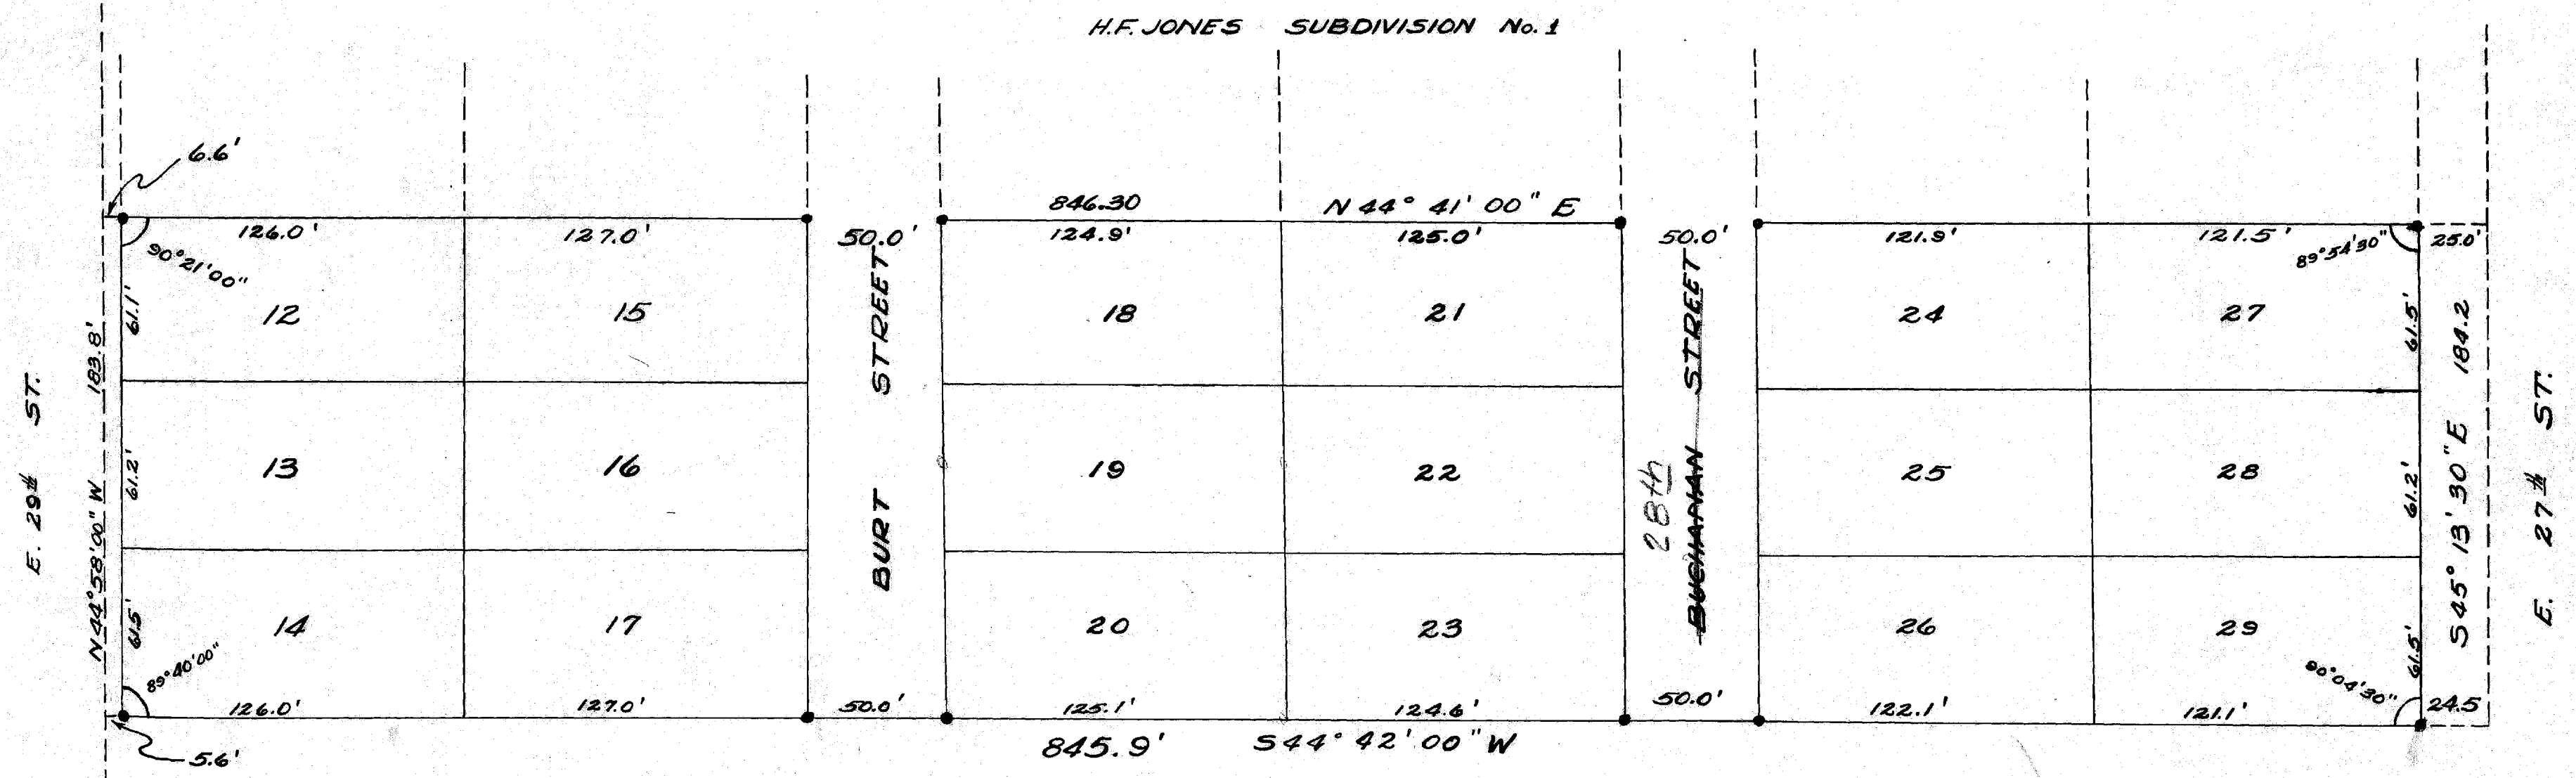 H.F. JONES SUBDIVISION No. 1
6.6'
846.30 N 44° 41' 00" E
126.0' 127.0' 50.0' 124.9' 125.0' 50.0' 121.9' 121.5' 25.0'
90°21'00" 89°54'30"
61.1' 61.5'
12 15 18 21 24 27
E. 29th ST.
N44°58'00"W 183.8'
BURT STREET
28th
BUCHANAN STREET
S45° 13' 30"E 184.2
E. 27th ST.
61.2' 61.2'
13 16 19 22 25 28
61.5' 61.5'
14 17 20 23 26 29
89°40'00" 90°04'30"
126.0' 127.0' 50.0' 125.1' 124.6' 50.0' 122.1' 121.1' 24.5
5.6'
845.9' S44° 42' 00" W